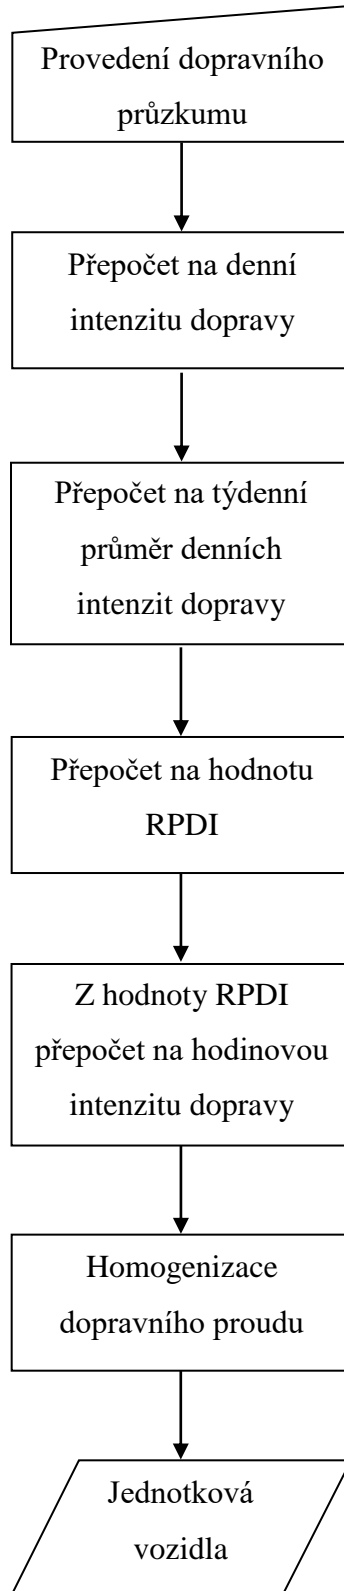 Provedení dopravního
průzkumu
Přepočet na denní
intenzitu dopravy
Přepočet na týdenní
průměr denních
intenzit dopravy
Přepočet na hodnotu
RPDI
Z hodnoty RPDI
přepočet na hodinovou
intenzitu dopravy
Homogenizace
dopravního proudu
Jednotková
vozidla